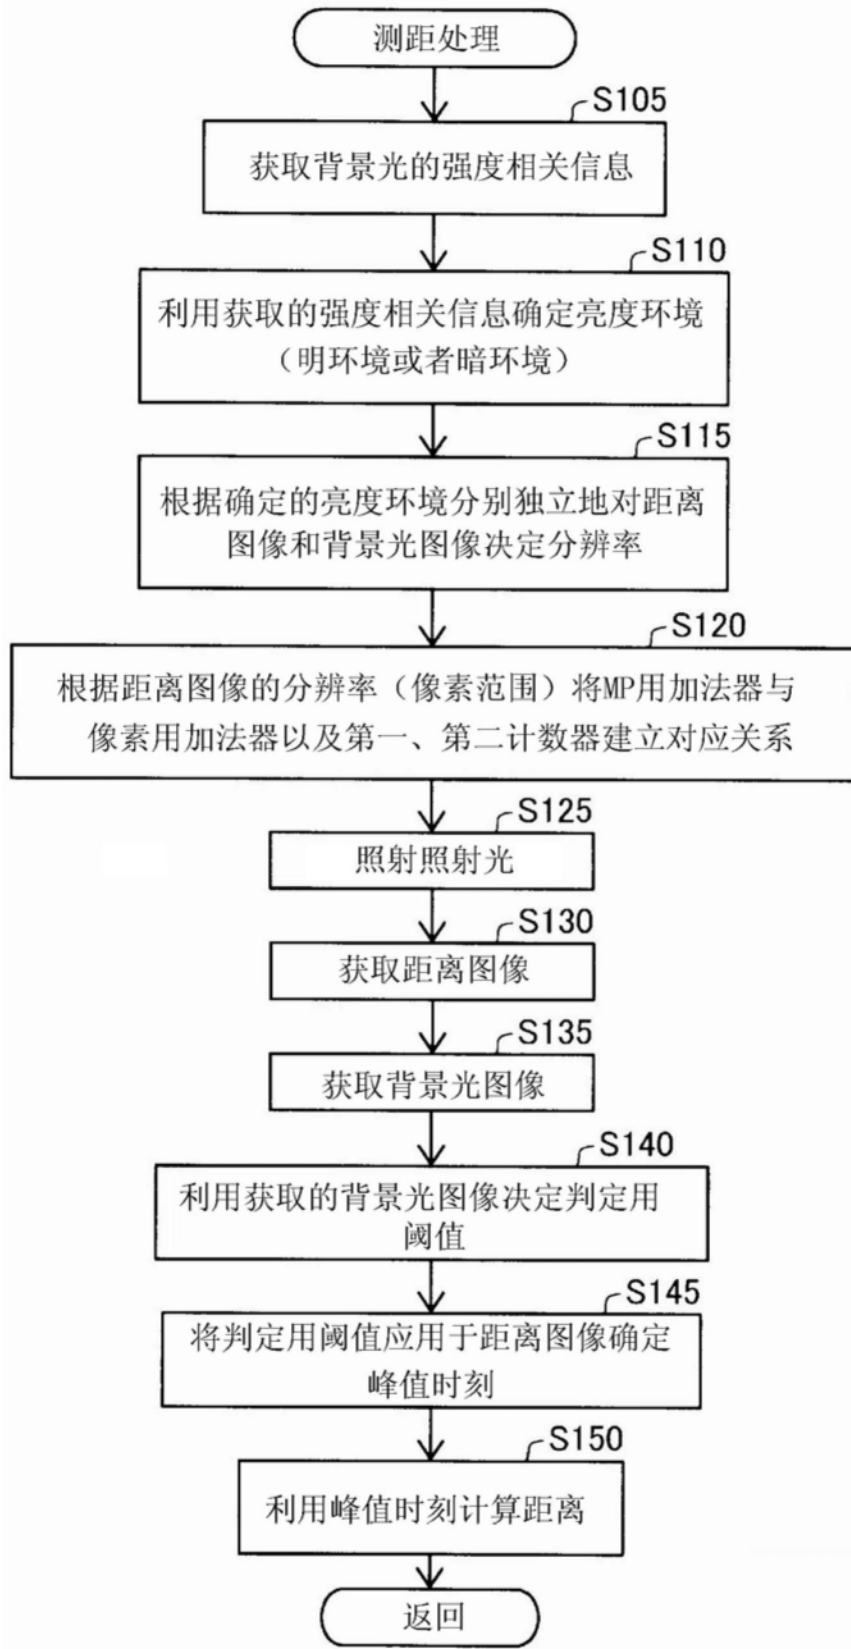 测距处理
S105
获取背景光的强度相关信息
S110
利用获取的强度相关信息确定亮度环境
（明环境或者暗环境）
S115
根据确定的亮度环境分别独立地对距离
图像和背景光图像决定分辨率
S120
根据距离图像的分辨率（像素范围）将MP用加法器与
像素用加法器以及第一、第二计数器建立对应关系
S125
照射照射光
S130
获取距离图像
S135
获取背景光图像
S140
利用获取的背景光图像决定判定用
阈值
S145
将判定用阈值应用于距离图像确定
峰值时刻
S150
利用峰值时刻计算距离
返回